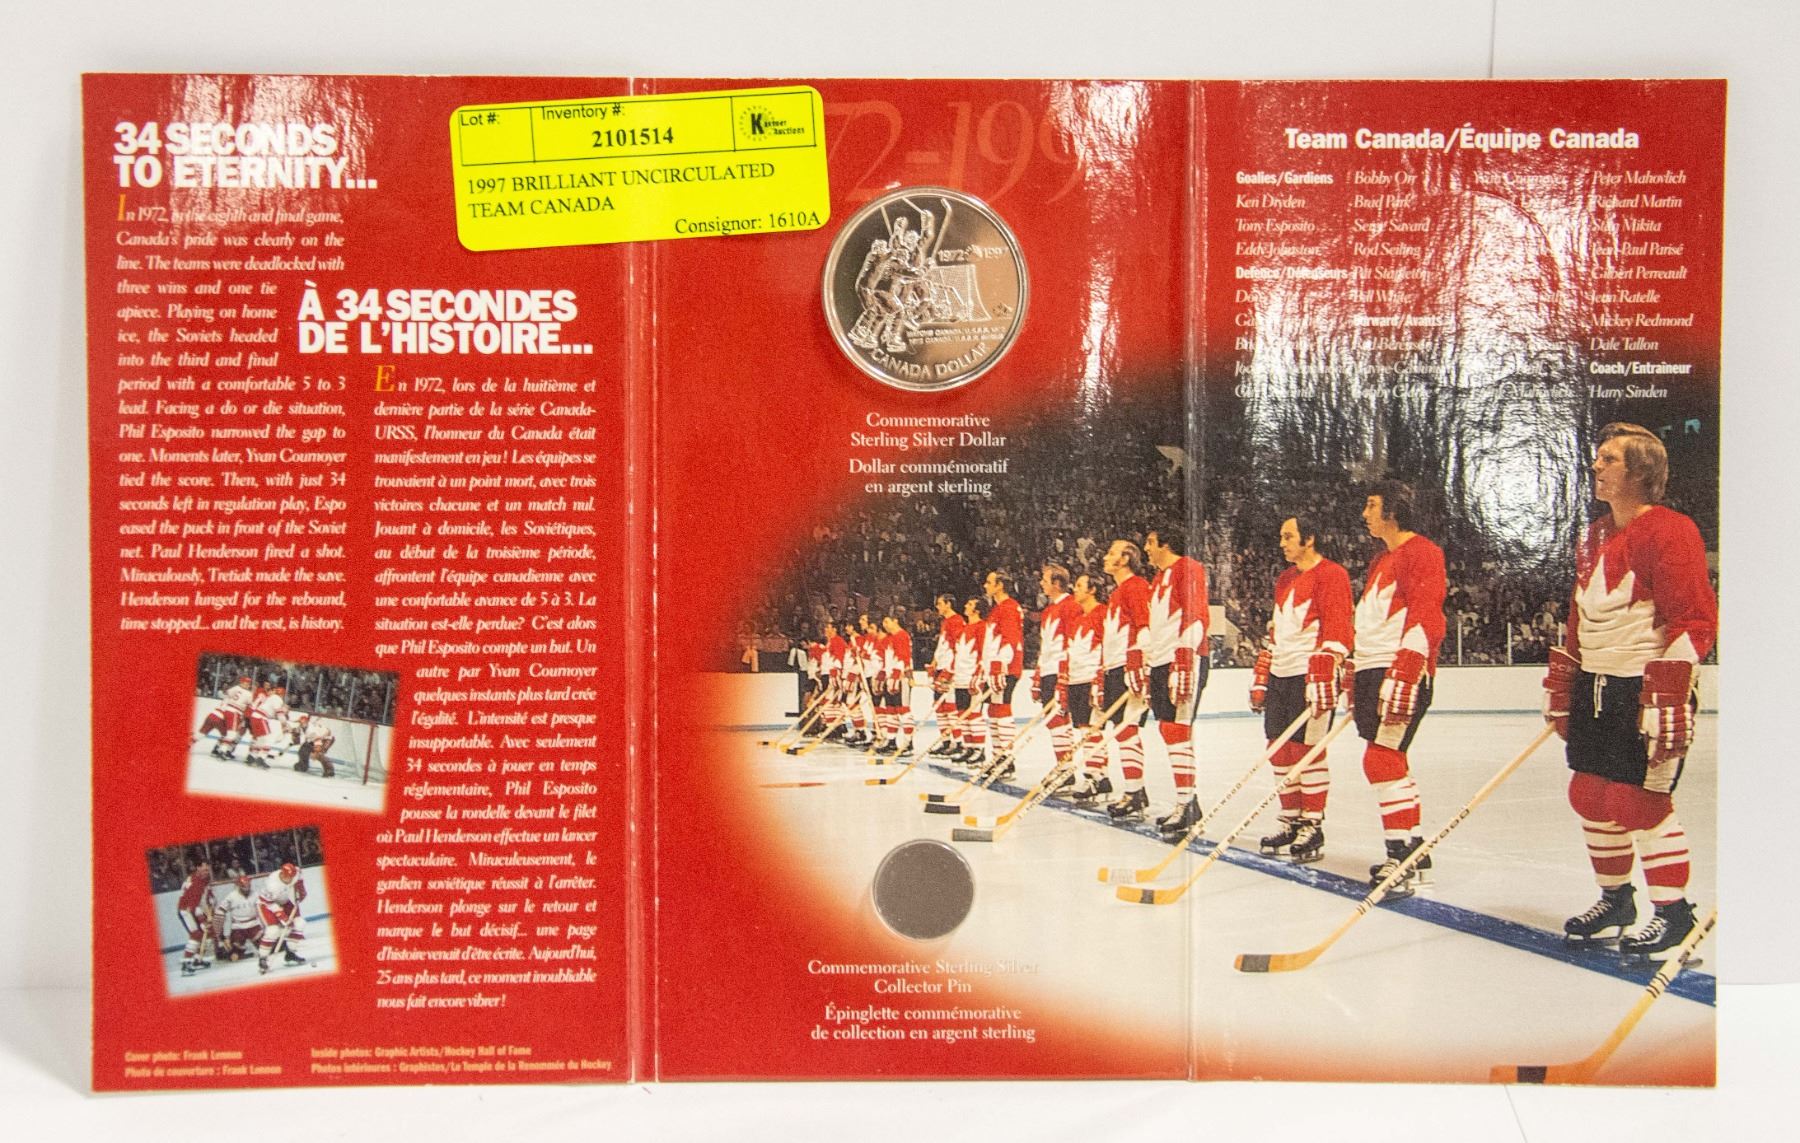 34 SECONDS
TO ETERNITY...
In 1972, in the eighth and final game,
Canada's pride was clearly on the
line. The teams were deadlocked with
three wins and one tie
apiece. Playing on home
ice, the Soviets headed
into the third and final
period with a comfortable 5 to 3
lead. Facing a do or die situation,
Phil Esposito narrowed the gap to
one. Moments later, Yvan Cournoyer
tied the score. Then, with just 34
seconds left in regulation play, Espo
eased the puck in front of the Soviet
net. Paul Henderson fired a shot.
Miraculously, Tretiak made the save.
Henderson lunged for the rebound,
time stopped... and the rest, is history.
À 34 SECONDES
DE L'HISTOIRE...
En 1972, lors de la huitième et
dernière partie de la série Canada-
URSS, l'honneur du Canada était
manifestement en jeu! Les équipes se
trouvaient à un point mort, avec trois
victoires chacune et un match nul.
Jouant à domicile, les Soviétiques,
au début de la troisième période,
affrontent l'équipe canadienne avec
une confortable avance de 5 à 3. La
situation est-elle perdue? C'est alors
que Phil Esposito compte un but. Un
autre par Yvan Cournoyer
quelques instants plus tard crée
l'égalité. L'intensité est presque
insupportable. Avec seulement
34 secondes à jouer en temps
réglementaire, Phil Esposito
pousse la rondelle devant le filet
où Paul Henderson effectue un lancer
spectaculaire. Miraculeusement, le
gardien soviétique réussit à l'arrêter.
Henderson plonge sur le retour et
marque le but décisif... une page
d'histoire venait d'être écrite. Aujourd'hui,
25 ans plus tard, ce moment inoubliable
nous fait encore vibrer!
Cover photo: Frank Lennon
Photo de couverture : Frank Lennon
Inside photos: Graphic Artists/Hockey Hall of Fame
Photos intérieures : Graphistes/Le Temple de la Renommée du Hockey
Lot #:
Inventory #:
2101514
Kastner
Auctions
1997 BRILLIANT UNCIRCULATED
TEAM CANADA
Consignor: 1610A
72-199
1972 1997
CANADA DOLLAR
Commemorative
Sterling Silver Dollar
Dollar commémoratif
en argent sterling
Commemorative Sterling Silver
Collector Pin
Épinglette commémorative
de collection en argent sterling
Team Canada/Équipe Canada
Goalies/Gardiens
Ken Dryden
Tony Esposito
Eddy Johnston
Defence/Défenseurs
Bobby Orr
Brad Park
Serge Savard
Rod Seiling
Pat Stapleton
Bill White
Forward/Avants
Red Berenson
Bobby Clarke
Yvan Cournoyer
Peter Mahovlich
Richard Martin
Stan Mikita
Jean-Paul Parisé
Gilbert Perreault
Jean Ratelle
Mickey Redmond
Dale Tallon
Coach/Entraîneur
Harry Sinden